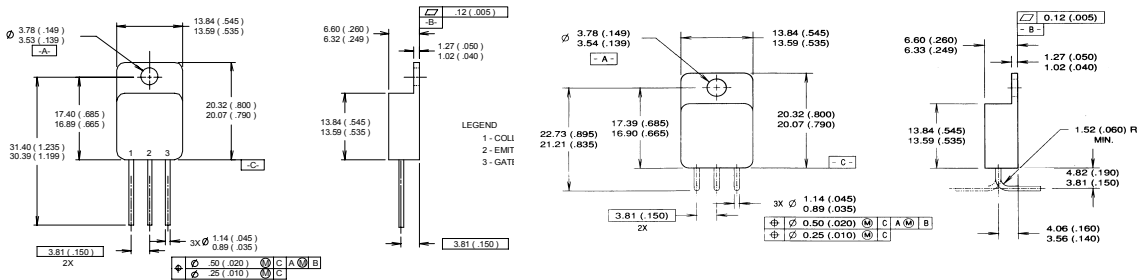 Ø 3.78 ( .149)
3.53 ( .139)
-A-
13.84 ( .545)
13.59 ( .535)
17.40 ( .685)
16.89 ( .665)
20.32 ( .800)
20.07 ( .790)
31.40 ( 1.235)
30.39 ( 1.199)
1 2 3
-C-
3.81 ( .150)
2X
3X Ø 1.14 ( .045)
0.89 ( .035)
Ø .50 ( .020) Ⓜ C A Ⓜ B
Ø .25 ( .010) Ⓜ C
.12 ( .005)
-B-
6.60 ( .260)
6.32 ( .249)
1.27 ( .050)
1.02 ( .040)
13.84 ( .545)
13.59 ( .535)
3.81 ( .150)
LEGEND
1 - COLL
2 - EMIT
3 - GATE
Ø 3.78 (.149)
3.54 (.139)
- A -
13.84 (.545)
13.59 (.535)
17.39 (.685)
16.90 (.665)
20.32 (.800)
20.07 (.790)
22.73 (.895)
21.21 (.835)
- C -
3.81 (.150)
2X
3X Ø 1.14 (.045)
0.89 (.035)
Ø 0.50 (.020) Ⓜ C A Ⓜ B
Ø 0.25 (.010) Ⓜ C
0.12 (.005)
- B -
6.60 (.260)
6.33 (.249)
1.27 (.050)
1.02 (.040)
13.84 (.545)
13.59 (.535)
1.52 (.060) R
MIN.
4.82 (.190)
3.81 (.150)
4.06 (.160)
3.56 (.140)